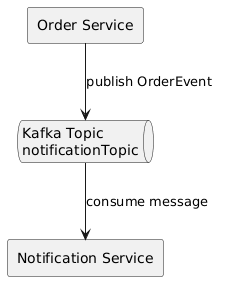 Order Service
publish OrderEvent
Kafka Topic
notificationTopic
consume message
Notification Service